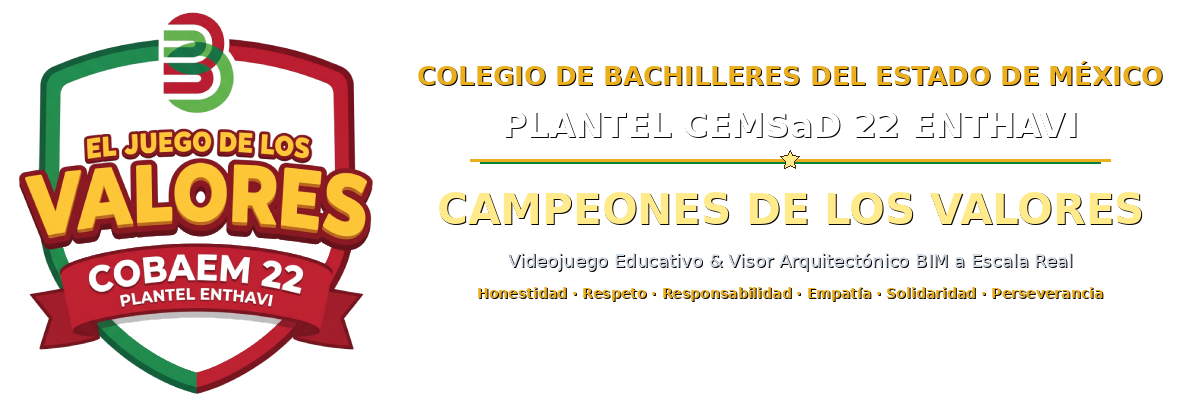 EL JUEGO DE LOS
VALORES
COBAEM 22
PLANTEL ENTHAVI
COLEGIO DE BACHILLERES DEL ESTADO DE MÉXICO
PLANTEL CEMSaD 22 ENTHAVI
CAMPEONES DE LOS VALORES
Videojuego Educativo & Visor Arquitectónico BIM a Escala Real
Honestidad · Respeto · Responsabilidad · Empatía · Solidaridad · Perseverancia